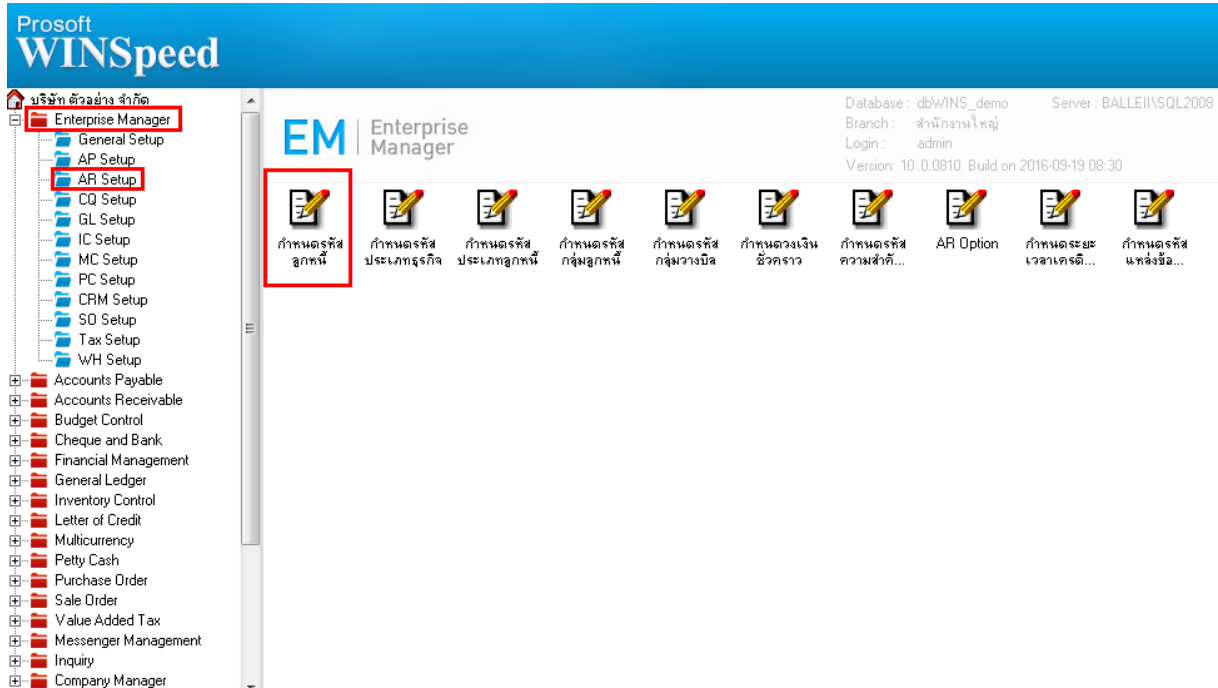 Prosoft
WINSpeed
บริษัท ตัวอย่าง จำกัด
Enterprise Manager
General Setup
AP Setup
AR Setup
CQ Setup
GL Setup
IC Setup
MC Setup
PC Setup
CRM Setup
SO Setup
Tax Setup
WH Setup
Accounts Payable
Accounts Receivable
Budget Control
Cheque and Bank
Financial Management
General Ledger
Inventory Control
Letter of Credit
Multicurrency
Petty Cash
Purchase Order
Sale Order
Value Added Tax
Messenger Management
Inquiry
Company Manager
EM
Enterprise
Manager
Database : dbWINS_demo Server : BALLEII\SQL2008
Branch : สำนักงานใหญ่
Login : admin
Version: 10.0.0810 Build on 2016-09-19 08:30
กำหนดรหัส
ลูกหนี้
กำหนดรหัส
ประเภทธุรกิจ
กำหนดรหัส
ประเภทลูกหนี้
กำหนดรหัส
กลุ่มลูกหนี้
กำหนดรหัส
กลุ่มวางบิล
กำหนดวงเงิน
ชั่วคราว
กำหนดรหัส
ความสำคั...
AR Option
กำหนดระยะ
เวลาเครดิ...
กำหนดรหัส
แหล่งข้อ...